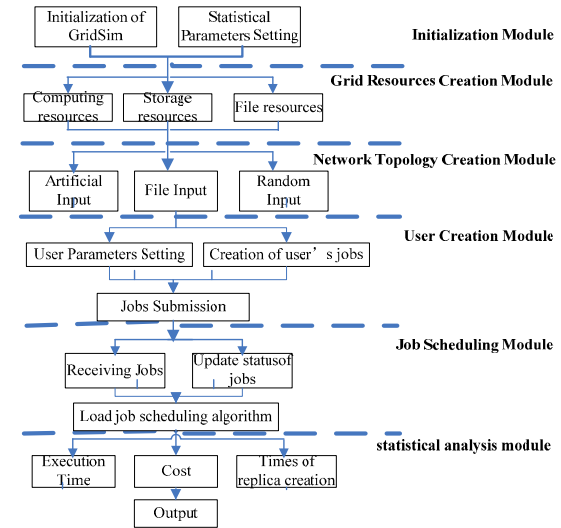 Initialization of
GridSim
Statistical
Parameters Setting
Initialization Module
Grid Resources Creation Module
Computing
resources
Storage
resources
File resources
Network Topology Creation Module
Artificial
Input
File Input
Random
Input
User Creation Module
User Parameters Setting
Creation of user’s jobs
Jobs Submission
Job Scheduling Module
Receiving Jobs
Update statusof
jobs
Load job scheduling algorithm
statistical analysis module
Execution
Time
Cost
Times of
replica creation
Output